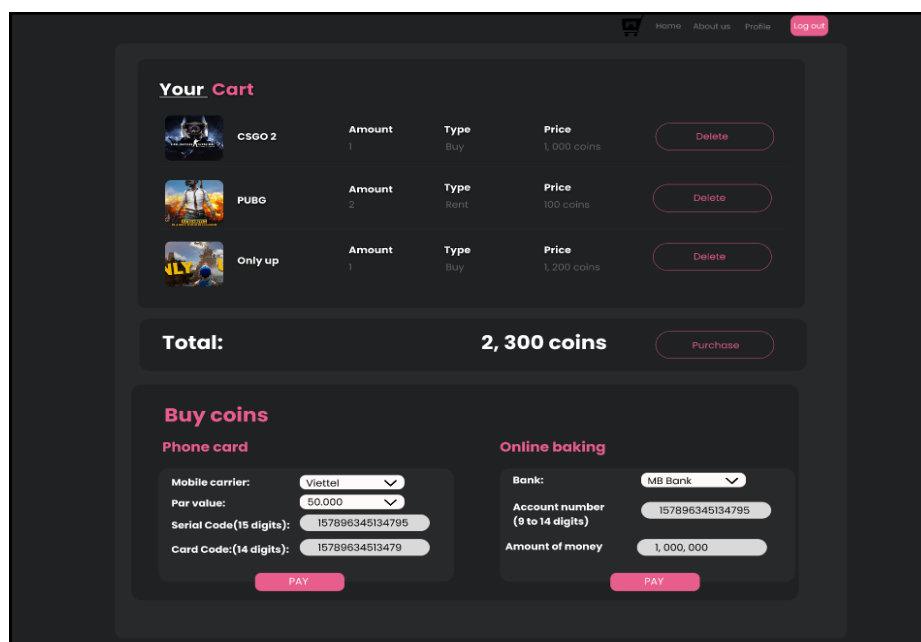 Home About us Profile Log out
Your Cart
CSGO 2 Amount Type Price Delete
1 Buy 1, 000 coins
PUBG Amount Type Price Delete
2 Rent 100 coins
Only up Amount Type Price Delete
1 Buy 1, 200 coins
ONLY U
Total: 2, 300 coins Purchase
Buy coins
Phone card
Mobile carrier: Viettel
Par value: 50.000
Serial Code(15 digits): 157896345134795
Card Code:(14 digits): 15789634513479
PAY
Online baking
Bank: MB Bank
Account number
(9 to 14 digits) 157896345134795
Amount of money 1, 000, 000
PAY